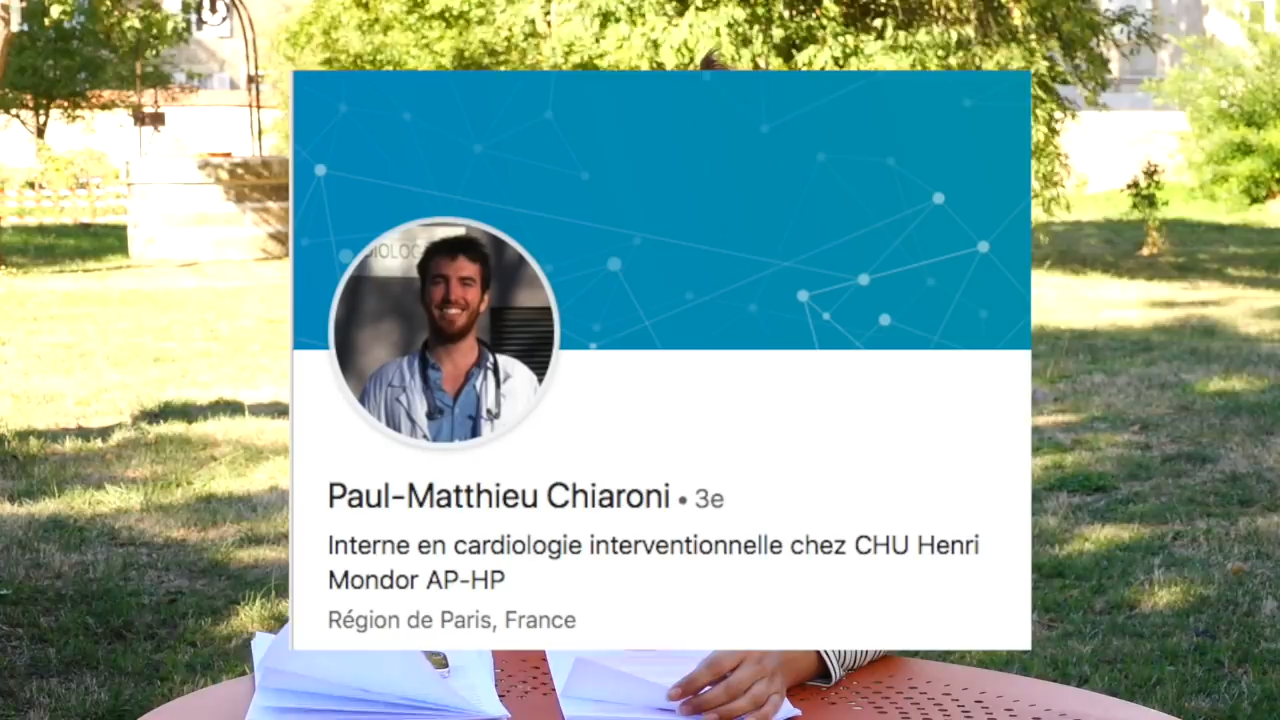 Paul-Matthieu Chiaroni • 3e
Interne en cardiologie interventionnelle chez CHU Henri
Mondor AP-HP
Région de Paris, France